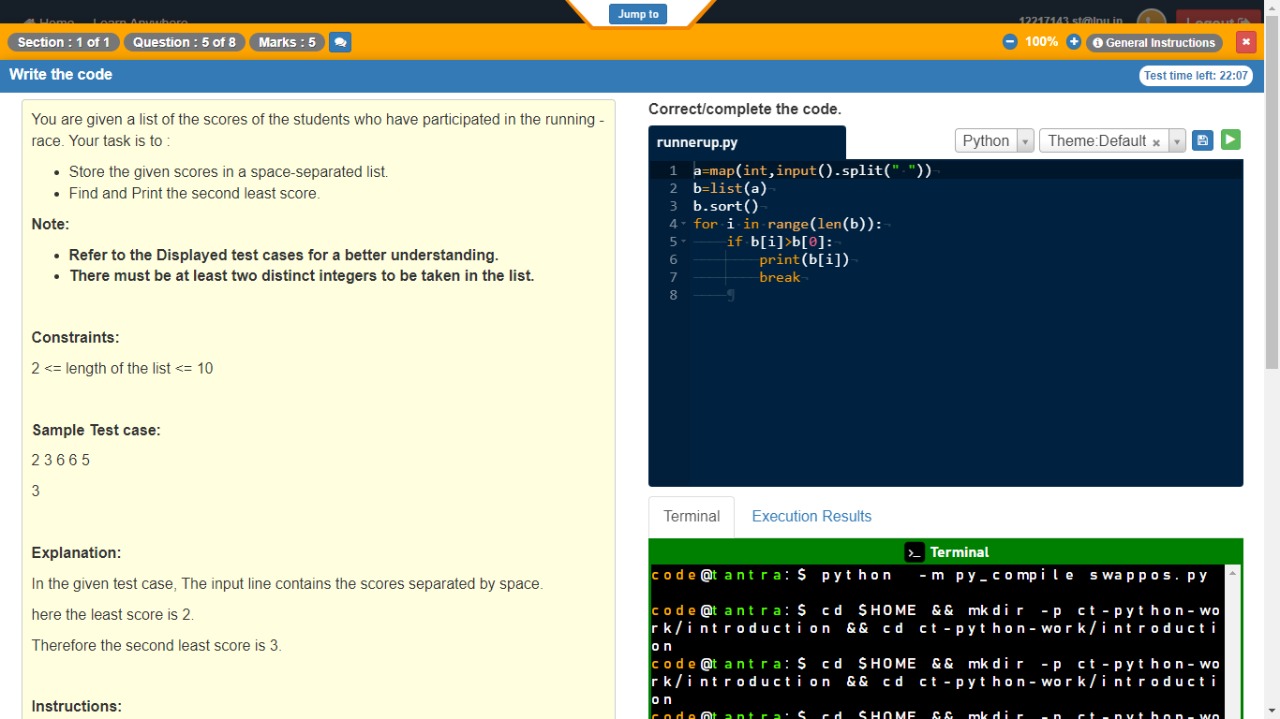 Jump to
Home Learn Anywhere
12217143.st@lpu.in
Logout
Section : 1 of 1 Question : 5 of 8 Marks : 5
100% General Instructions
Write the code
Test time left: 22:07
You are given a list of the scores of the students who have participated in the running -
race. Your task is to :
Store the given scores in a space-separated list.
Find and Print the second least score.
Note:
Refer to the Displayed test cases for a better understanding.
There must be at least two distinct integers to be taken in the list.
Constraints:
2 <= length of the list <= 10
Sample Test case:
2 3 6 6 5
3
Explanation:
In the given test case, The input line contains the scores separated by space.
here the least score is 2.
Therefore the second least score is 3.
Instructions:
Correct/complete the code.
runnerup.py
Python Theme:Default ×
1 a=map(int,input().split(" "))
2 b=list(a)
3 b.sort()
4 for i in range(len(b)):
5 if b[i]>b[0]:
6 print(b[i])
7 break
8
Terminal Execution Results
>_ Terminal
code@tantra:$ python -m py_compile swappos.py
code@tantra:$ cd $HOME && mkdir -p ct-python-wo
rk/introduction && cd ct-python-work/introducti
on
code@tantra:$ cd $HOME && mkdir -p ct-python-wo
rk/introduction && cd ct-python-work/introducti
on
code@tantra:$ cd $HOME && mkdir -p ct-python-wo